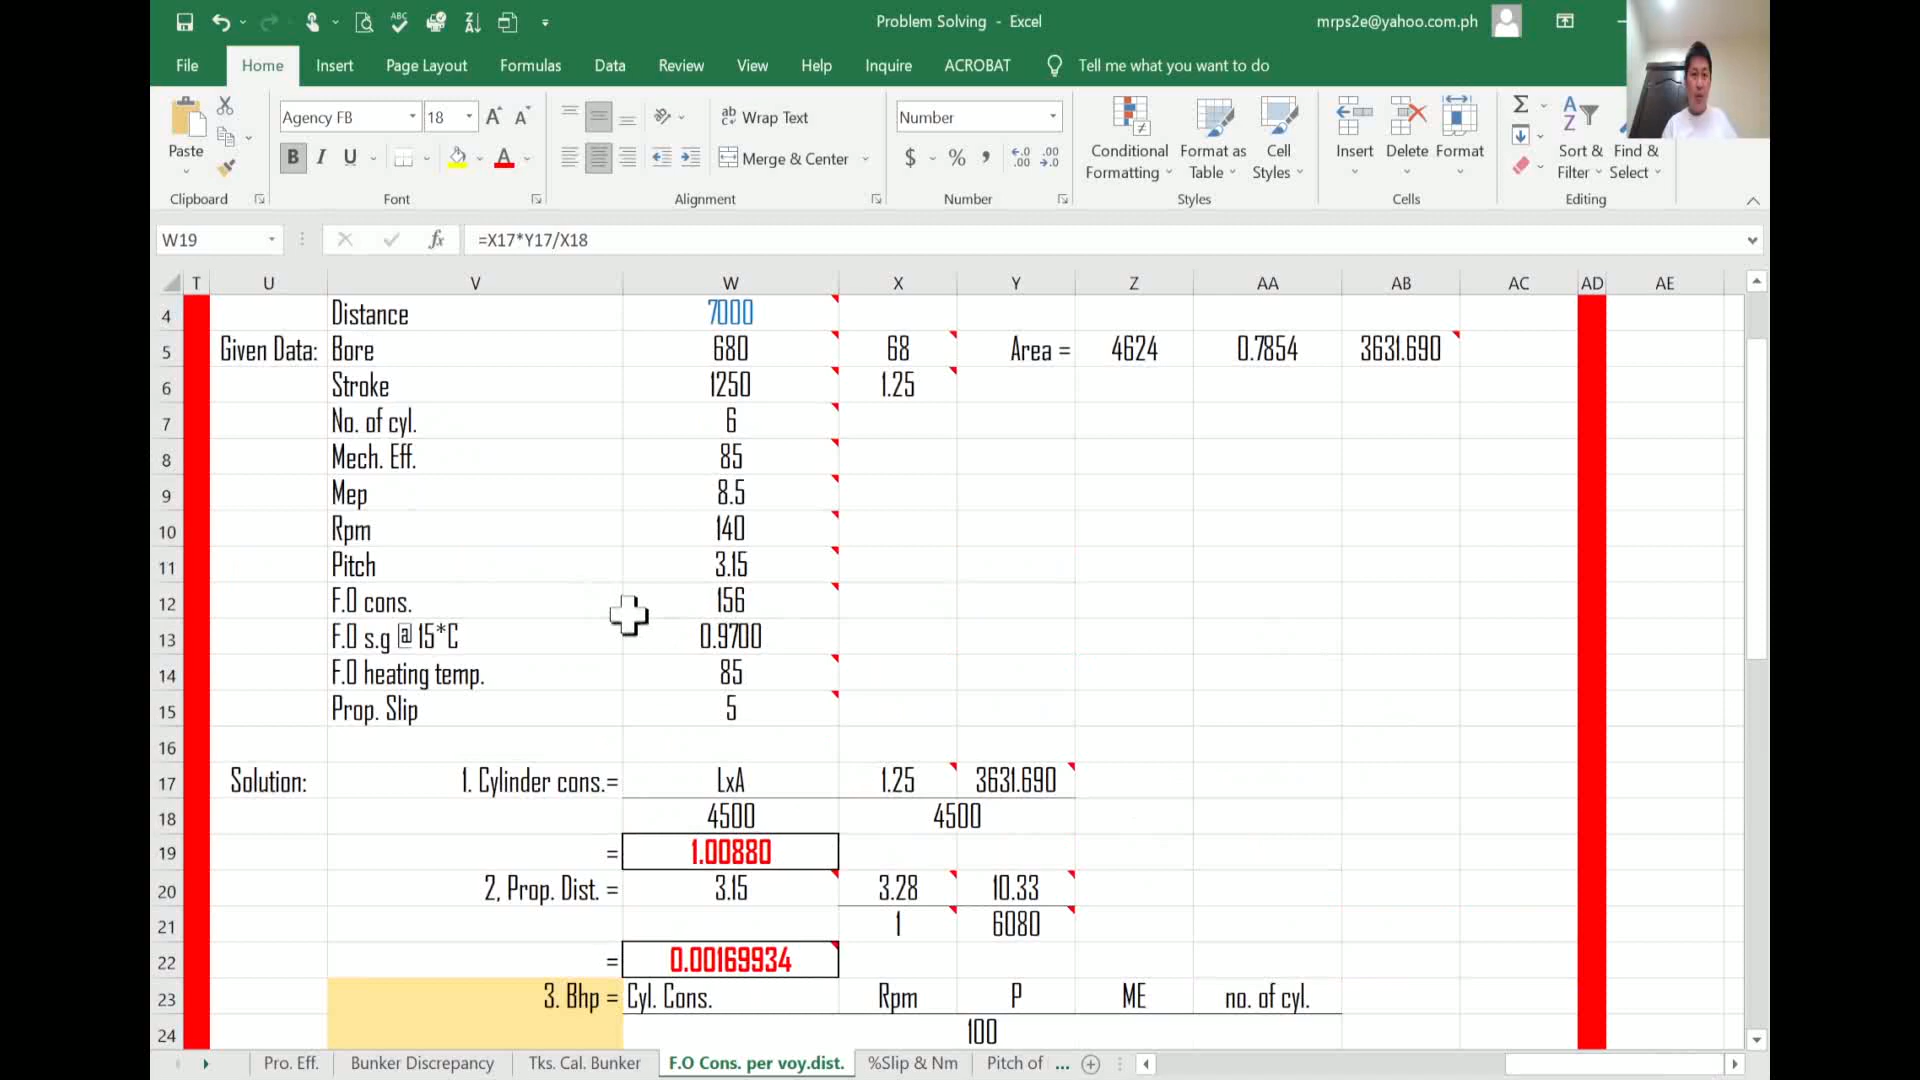 Problem Solving - Excel
mrps2e@yahoo.com.ph
File Home Insert Page Layout Formulas Data Review View Help Inquire ACROBAT Tell me what you want to do
Paste
Clipboard
Agency FB 18
B I U
Font
Wrap Text
Merge & Center
Alignment
Number
$ % ,
Number
Conditional Formatting
Format as Table
Cell Styles
Styles
Insert Delete Format
Cells
Sort & Filter
Find & Select
Editing
W19 fx =X17*Y17/X18
T U V W X Y Z AA AB AC AD AE
4 Distance 7000
5 Given Data: Bore 680 68 Area = 4624 0.7854 3631.690
6 Stroke 1250 1.25
7 No. of cyl. 6
8 Mech. Eff. 85
9 Mep 8.5
10 Rpm 140
11 Pitch 3.15
12 F.O cons. 156
13 F.O s.g @ 15*C 0.9700
14 F.O heating temp. 85
15 Prop. Slip 5
16
17 Solution: 1. Cylinder cons.= LxA 1.25 3631.690
18 4500 4500
19 = 1.00880
20 2, Prop. Dist. = 3.15 3.28 10.33
21 1 6080
22 = 0.00169934
23 3. Bhp = Cyl. Cons. Rpm P ME no. of cyl.
24 100
Pro. Eff. Bunker Discrepancy Tks. Cal. Bunker F.O Cons. per voy.dist. %Slip & Nm Pitch of ...